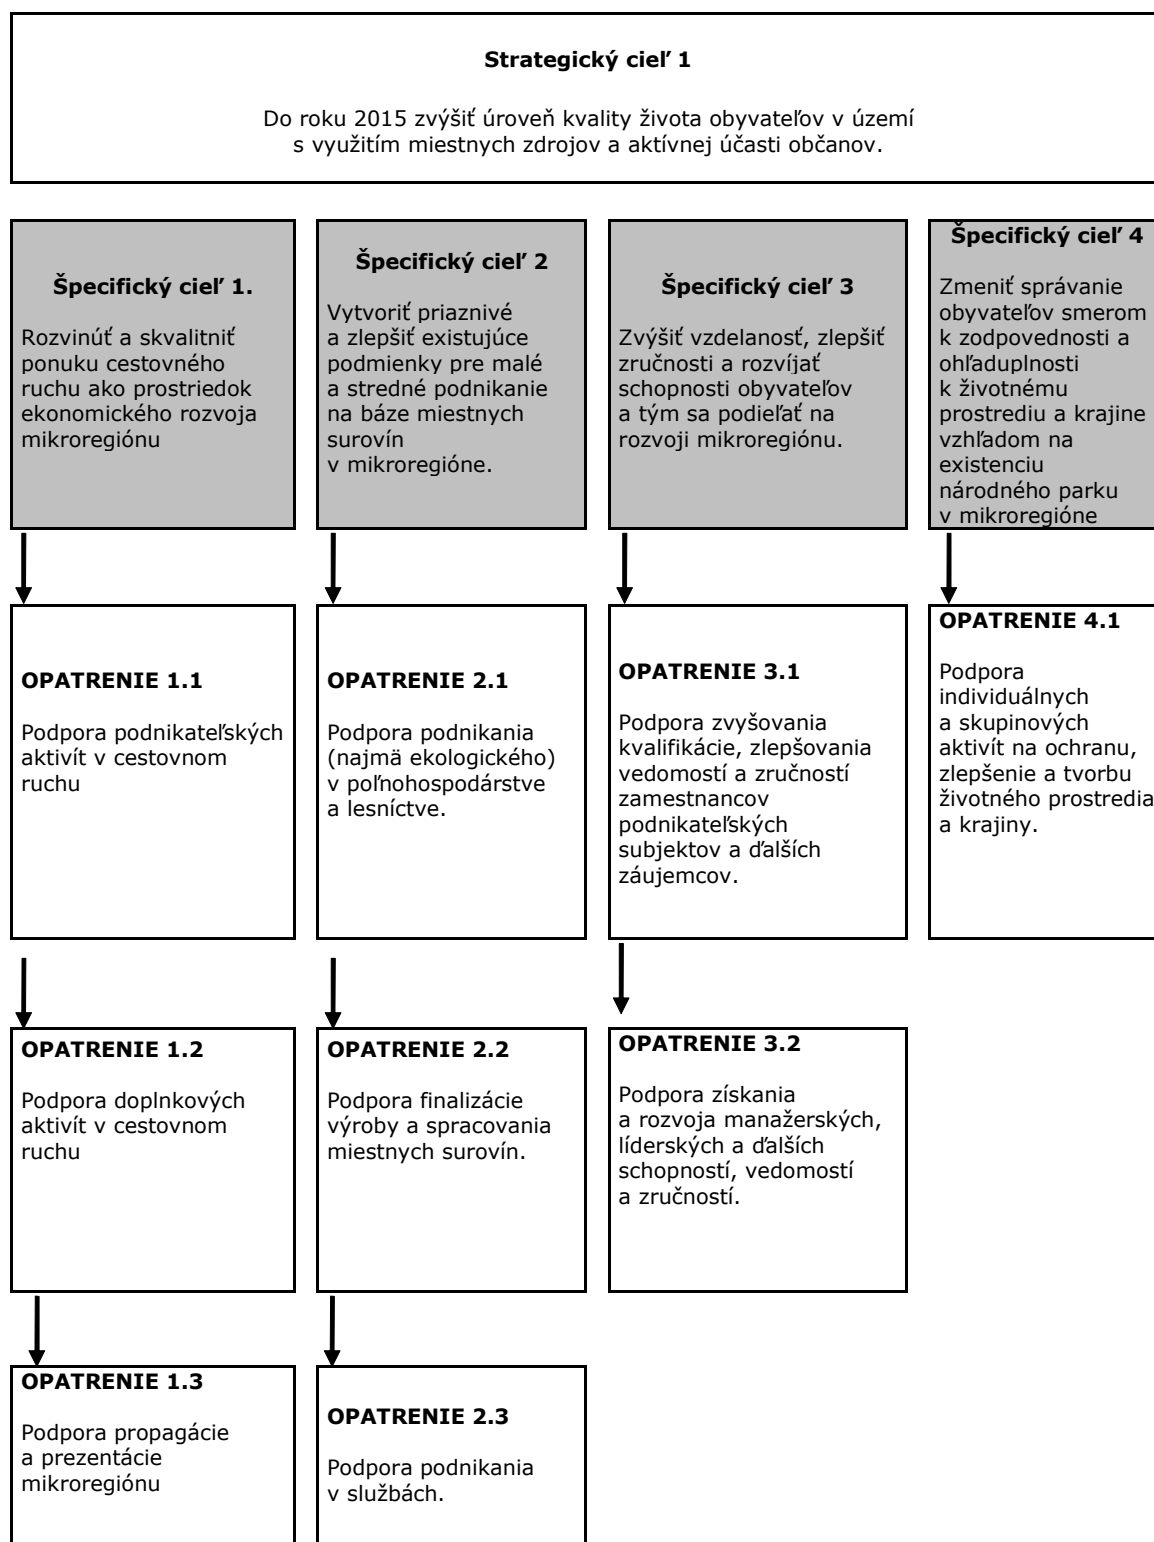 Strategický cieľ 1
Do roku 2015 zvýšiť úroveň kvality života obyvateľov v území
s využitím miestnych zdrojov a aktívnej účasti občanov.
Špecifický cieľ 1.
Rozvinúť a skvalitniť
ponuku cestovného
ruchu ako prostriedok
ekonomického rozvoja
mikroregiónu
Špecifický cieľ 2
Vytvoriť priaznivé
a zlepšiť existujúce
podmienky pre malé
a stredné podnikanie
na báze miestnych
surovín
v mikroregióne.
Špecifický cieľ 3
Zvýšiť vzdelanosť, zlepšiť
zručnosti a rozvíjať
schopnosti obyvateľov
a tým sa podieľať na
rozvoji mikroregiónu.
Špecifický cieľ 4
Zmeniť správanie
obyvateľov smerom
k zodpovednosti a
ohľaduplnosti
k životnému
prostrediu a krajine
vzhľadom na
existenciu
národného parku
v mikroregióne
OPATRENIE 1.1
Podpora podnikateľských
aktivít v cestovnom
ruchu
OPATRENIE 2.1
Podpora podnikania
(najmä ekologického)
v poľnohospodárstve
a lesníctve.
OPATRENIE 3.1
Podpora zvyšovania
kvalifikácie, zlepšovania
vedomostí a zručností
zamestnancov
podnikateľských
subjektov a ďalších
záujemcov.
OPATRENIE 4.1
Podpora
individuálnych
a skupinových
aktivít na ochranu,
zlepšenie a tvorbu
životného prostredia
a krajiny.
OPATRENIE 1.2
Podpora doplnkových
aktivít v cestovnom
ruchu
OPATRENIE 2.2
Podpora finalizácie
výroby a spracovania
miestnych surovín.
OPATRENIE 3.2
Podpora získania
a rozvoja manažerských,
líderských a ďalších
schopností, vedomostí
a zručností.
OPATRENIE 1.3
Podpora propagácie
a prezentácie
mikroregiónu
OPATRENIE 2.3
Podpora podnikania
v službách.